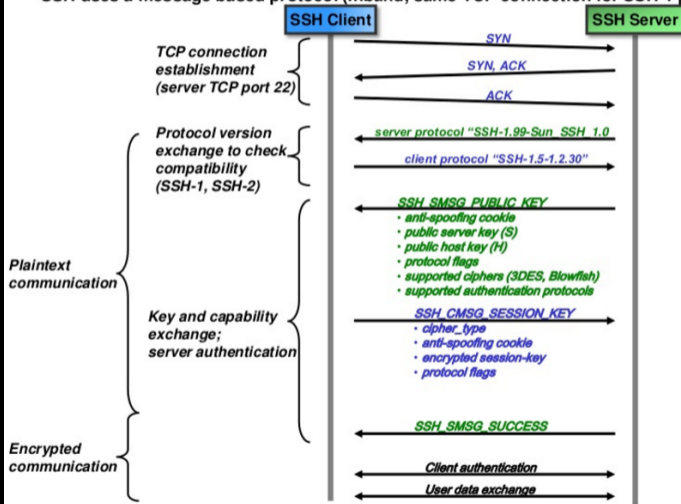 SSH Client
SSH Server
SYN
TCP connection
establishment
(server TCP port 22)
SYN, ACK
ACK
Protocol version
exchange to check
compatibility
(SSH-1, SSH-2)
server protocol "SSH-1.99-Sun_SSH_1.0
client protocol "SSH-1.5-1.2.30"
SSH_SMSG_PUBLIC_KEY
• anti-spoofing cookie
• public server key (S)
• public host key (H)
• protocol flags
• supported ciphers (3DES, Blowfish)
• supported authentication protocols
Plaintext
communication
Key and capability
exchange;
server authentication
SSH_CMSG_SESSION_KEY
• cipher_type
• anti-spoofing cookie
• encrypted session-key
• protocol flags
SSH_SMSG_SUCCESS
Encrypted
communication
Client authentication
User data exchange